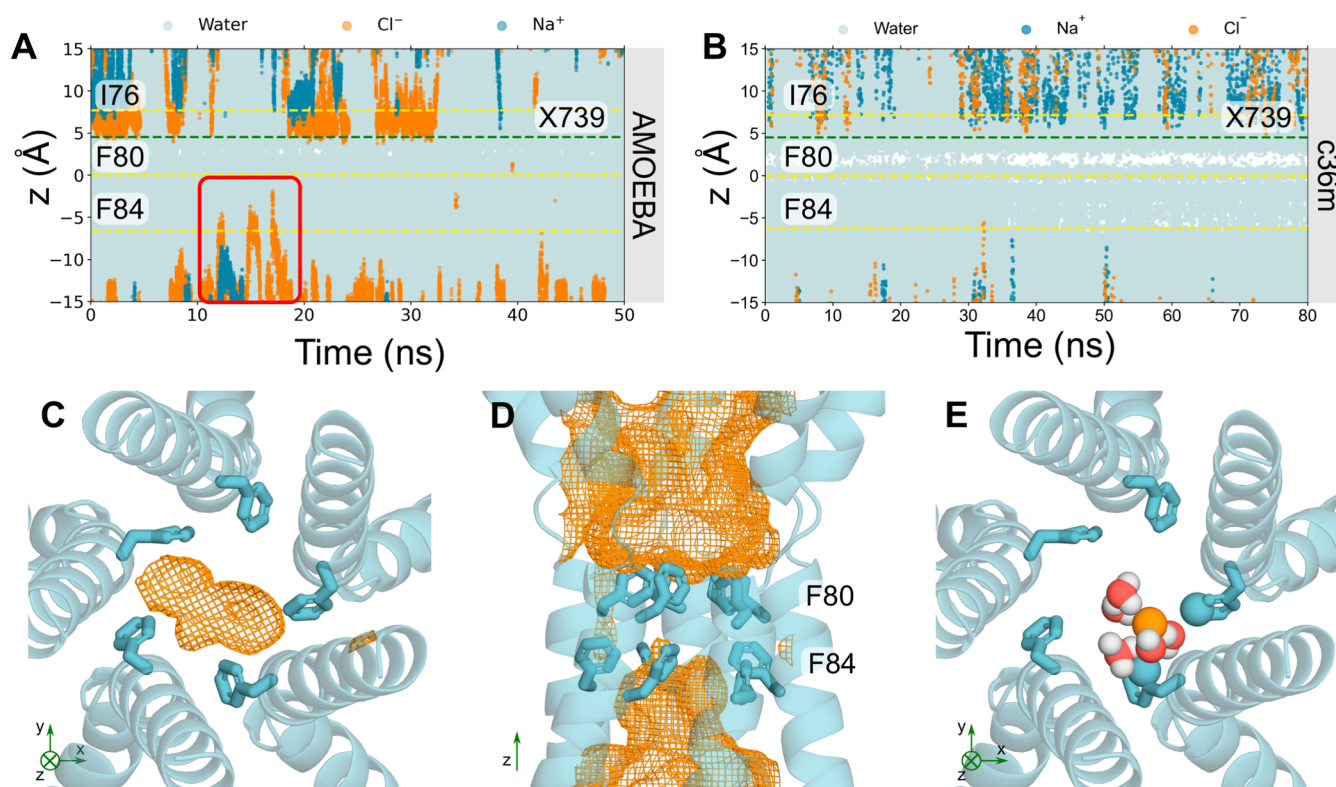 A
Water Cl⁻ Na⁺
15
10
5
0
−5
−10
−15
z (Å)
I76
X739
F80
F84
0 10 20 30 40 50
Time (ns)
AMOEBA
B
Water Na⁺ Cl⁻
15
10
5
0
−5
−10
−15
z (Å)
I76
X739
F80
F84
0 10 20 30 40 50 60 70 80
Time (ns)
c36m
C
y
x
z
D
F80
F84
z
E
y
x
z